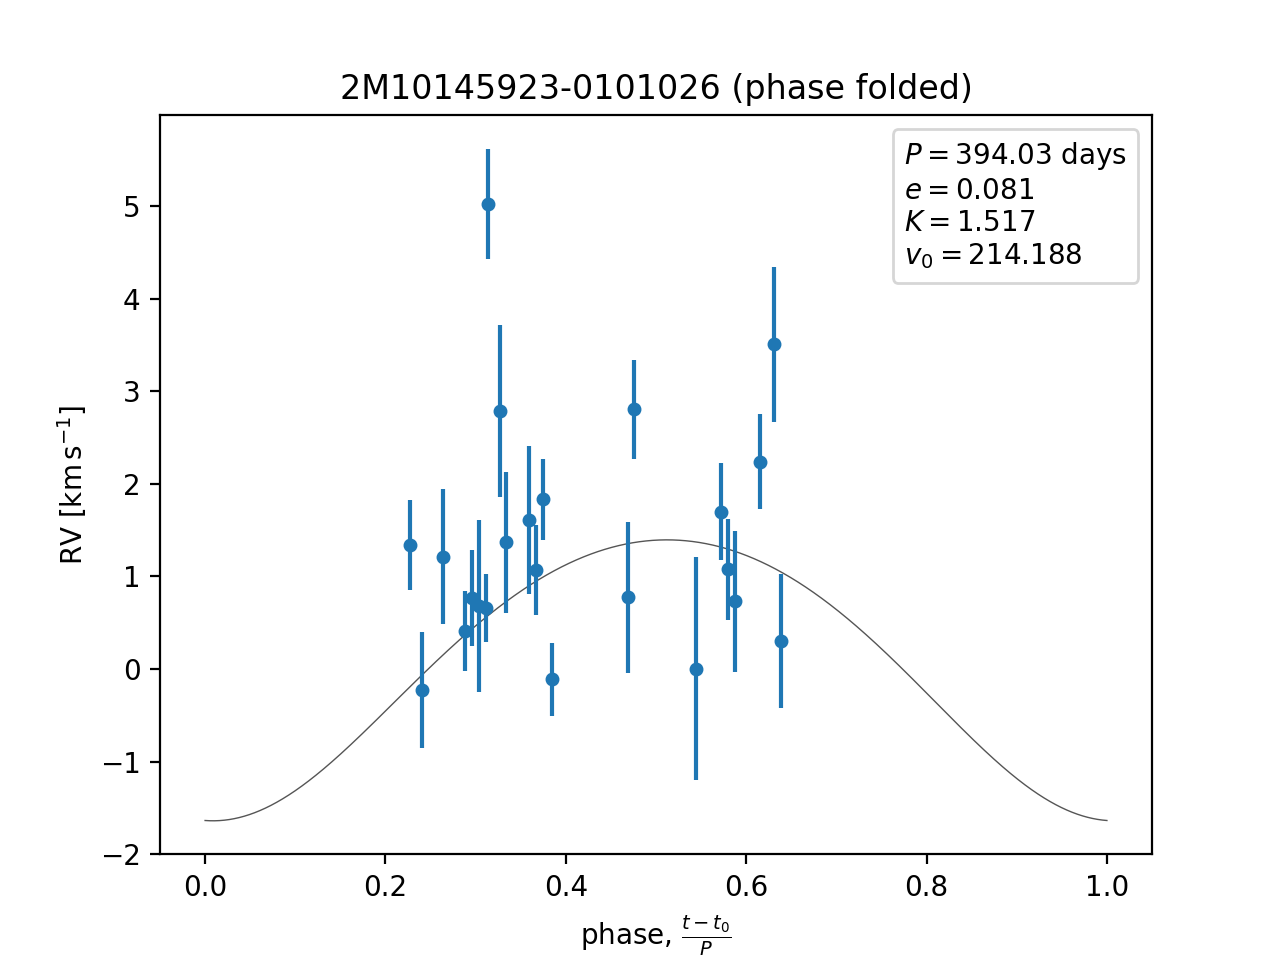 2M10145923-0101026 (phase folded)
P = 394.03 days
e = 0.081
K = 1.517
v₀ = 214.188
RV [km s⁻¹]
5
4
3
2
1
0
−1
−2
0.0 0.2 0.4 0.6 0.8 1.0
phase, (t − t₀)/P